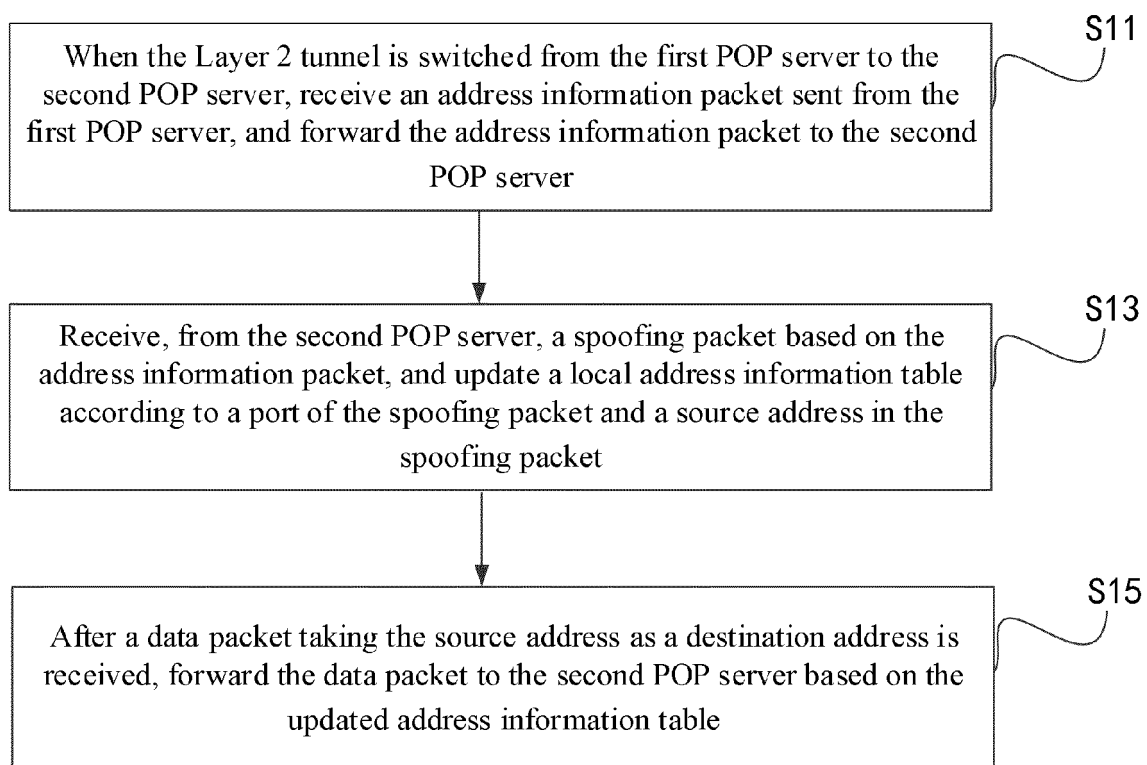 S11
When the Layer 2 tunnel is switched from the first POP server to the
second POP server, receive an address information packet sent from the
first POP server, and forward the address information packet to the second
POP server
S13
Receive, from the second POP server, a spoofing packet based on the
address information packet, and update a local address information table
according to a port of the spoofing packet and a source address in the
spoofing packet
S15
After a data packet taking the source address as a destination address is
received, forward the data packet to the second POP server based on the
updated address information table